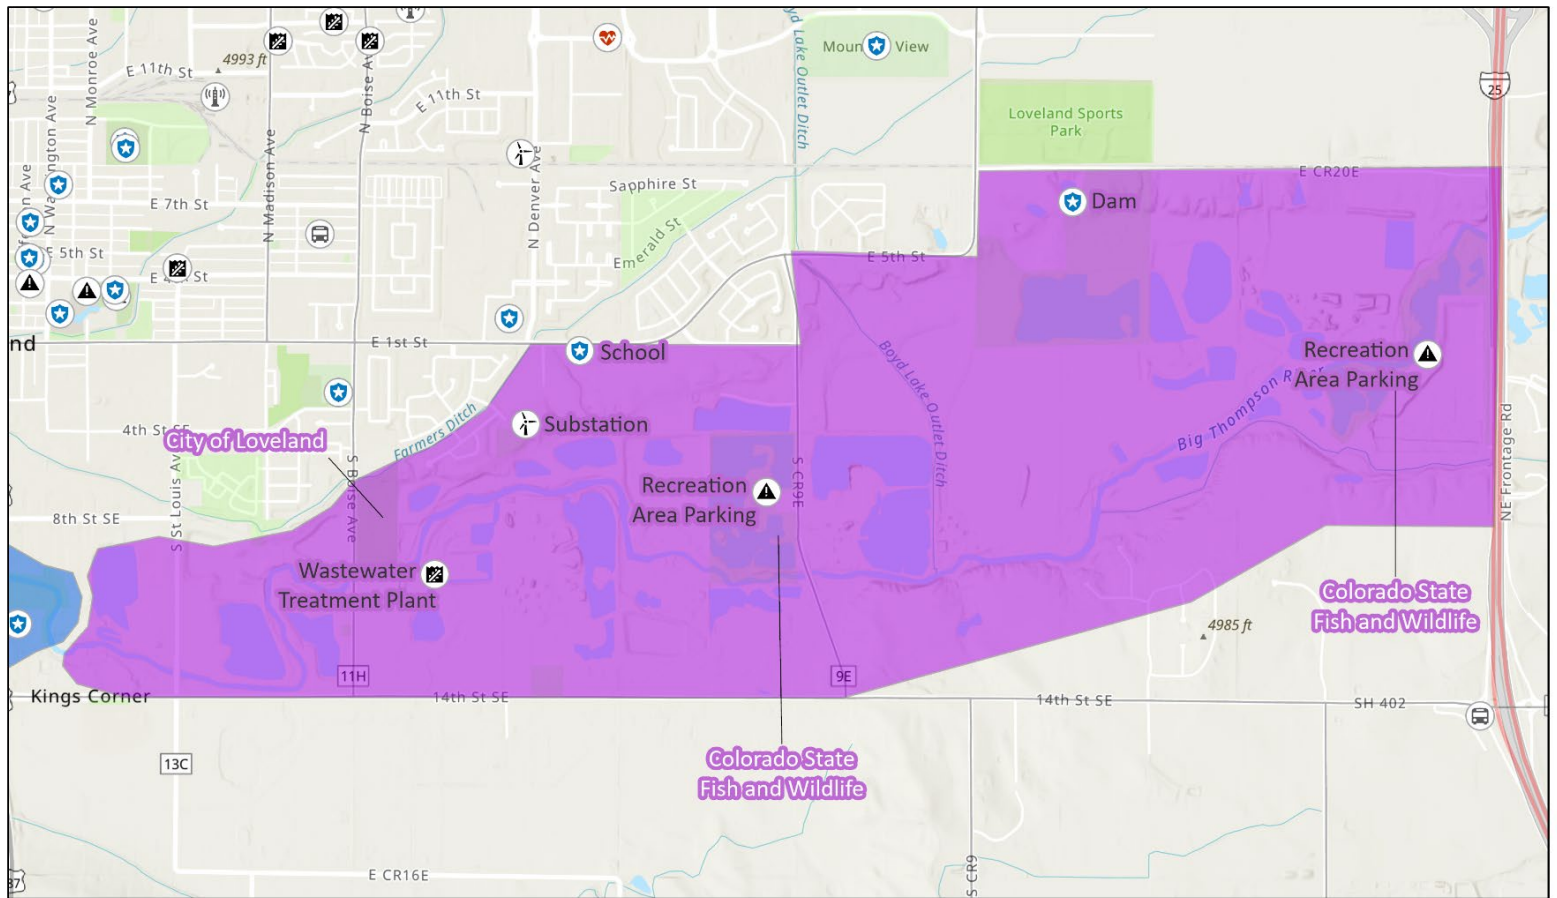 N Monroe Ave
4993 ft
E 11th St
N Boise Av
E 11th St
Boyd Lake Outlet Ditch
Mount View
25
Loveland Sports
Park
N Washington Ave
N Madison Ave
N Denver Ave
E CR20E
Sapphire St
Dam
E 7th St
Emerald St
E 5th St
E 5th St
E 4th St
nd
E 1st St
School
Boyd Lake Outlet Ditch
Recreation
Area Parking
Big Thompson River
Farmers Ditch
Substation
4th St SE
City of Loveland
S St Louis Ave
S Boise Ave
S CR9E
Recreation
Area Parking
NE Frontage Rd
8th St SE
Wastewater
Treatment Plant
Colorado State
Fish and Wildlife
4985 ft
11H
9E
Kings Corner
14th St SE
14th St SE
SH 402
13C
Colorado State
Fish and Wildlife
E CR16E
S CR9